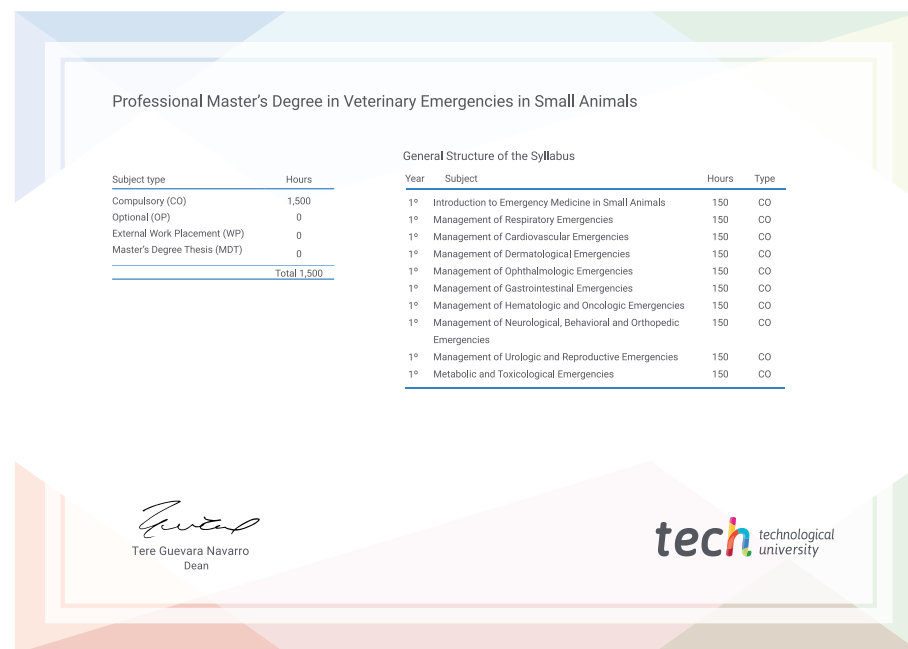 Professional Master's Degree in Veterinary Emergencies in Small Animals
Subject type Hours
Compulsory (CO) 1,500
Optional (OP) 0
External Work Placement (WP) 0
Master's Degree Thesis (MDT) 0
Total 1,500
General Structure of the Syllabus
Year Subject Hours Type
1º Introduction to Emergency Medicine in Small Animals 150 CO
1º Management of Respiratory Emergencies 150 CO
1º Management of Cardiovascular Emergencies 150 CO
1º Management of Dermatological Emergencies 150 CO
1º Management of Ophthalmologic Emergencies 150 CO
1º Management of Gastrointestinal Emergencies 150 CO
1º Management of Hematologic and Oncologic Emergencies 150 CO
1º Management of Neurological, Behavioral and Orthopedic 150 CO
Emergencies
1º Management of Urologic and Reproductive Emergencies 150 CO
1º Metabolic and Toxicological Emergencies 150 CO
Tere Guevara Navarro
Dean
tech technological
university